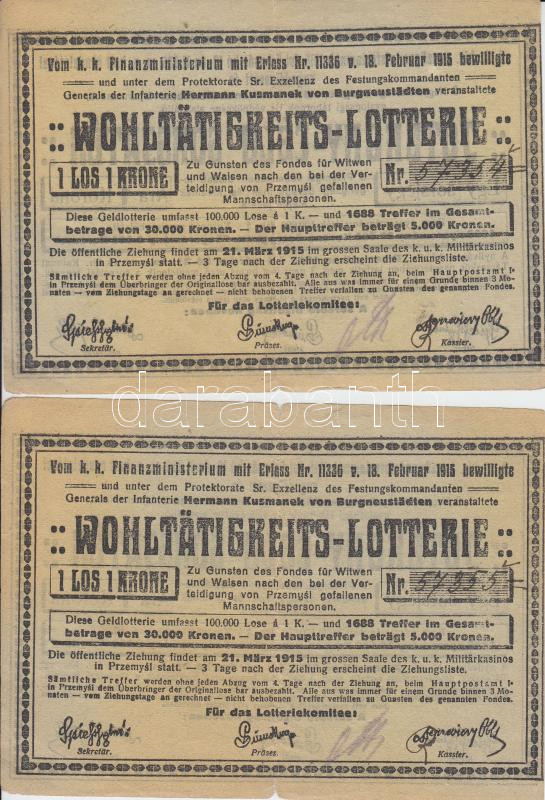 Vom k. k. Finanzministerium mit Erlass Nr. 11336 v. 18. Februar 1915 bewilligte
und unter dem Protektorate Sr. Exzellenz des Festungskommandanten
Generals der Infanterie Hermann Kusmanek von Burgneustädten veranstaltete
:: WOHLTÄTIGKEITS-LOTTERIE ::
1 LOS 1 KRONE
Zu Gunsten des Fondes für Witwen
und Waisen nach den bei der Ver-
teidigung von Przemyśl gefallenen
Mannschaftspersonen.
Nr. 57354
Diese Geldlotterie umfasst 100.000 Lose á 1 K. — und 1688 Treffer im Gesamt-
betrage von 30.000 Kronen. — Der Haupttreffer beträgt 5.000 Kronen.
Die öffentliche Ziehung findet am 21. März 1915 im grossen Saale des k. u. k. Militärkasinos
in Przemyśl statt. — 3 Tage nach der Ziehung erscheint die Ziehungsliste.
Sämtliche Treffer werden ohne jeden Abzug vom 4. Tage nach der Ziehung an, beim Hauptpostamt I•
in Przemyśl dem Überbringer der Originallose bar ausbezahlt. Alle aus was immer für einem Grunde binnen 3 Mo-
naten — vom Ziehungstage an gerechnet — nicht behobenen Treffer verfallen zu Gunsten des genannten Fondes.
Für das Lotteriekomitee:
Sekretär.
Präses.
Kassier.
darabanth
Vom k. k. Finanzministerium mit Erlass Nr. 11336 v. 18. Februar 1915 bewilligte
und unter dem Protektorate Sr. Exzellenz des Festungskommandanten
Generals der Infanterie Hermann Kusmanek von Burgneustädten veranstaltete
:: WOHLTÄTIGKEITS-LOTTERIE ::
1 LOS 1 KRONE
Zu Gunsten des Fondes für Witwen
und Waisen nach den bei der Ver-
teidigung von Przemyśl gefallenen
Mannschaftspersonen.
Nr. 57355
Diese Geldlotterie umfasst 100.000 Lose á 1 K. — und 1688 Treffer im Gesamt-
betrage von 30.000 Kronen. — Der Haupttreffer beträgt 5.000 Kronen.
Die öffentliche Ziehung findet am 21. März 1915 im grossen Saale des k. u. k. Militärkasinos
in Przemyśl statt. — 3 Tage nach der Ziehung erscheint die Ziehungsliste.
Sämtliche Treffer werden ohne jeden Abzug vom 4. Tage nach der Ziehung an, beim Hauptpostamt I•
in Przemyśl dem Überbringer der Originallose bar ausbezahlt. Alle aus was immer für einem Grunde binnen 3 Mo-
naten — vom Ziehungstage an gerechnet — nicht behobenen Treffer verfallen zu Gunsten des genannten Fondes.
Für das Lotteriekomitee:
Sekretär.
Präses.
Kassier.